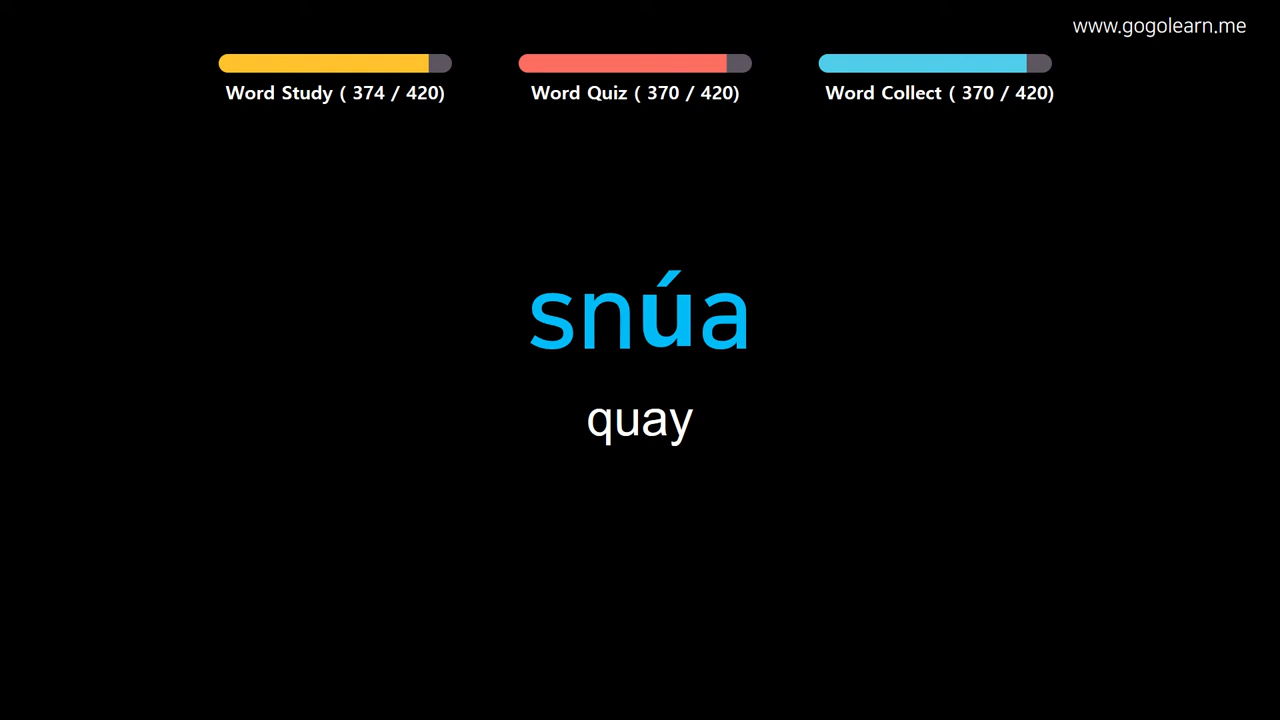 www.gogolearn.me
Word Study ( 374 / 420)
Word Quiz ( 370 / 420)
Word Collect ( 370 / 420)
snúa
quay